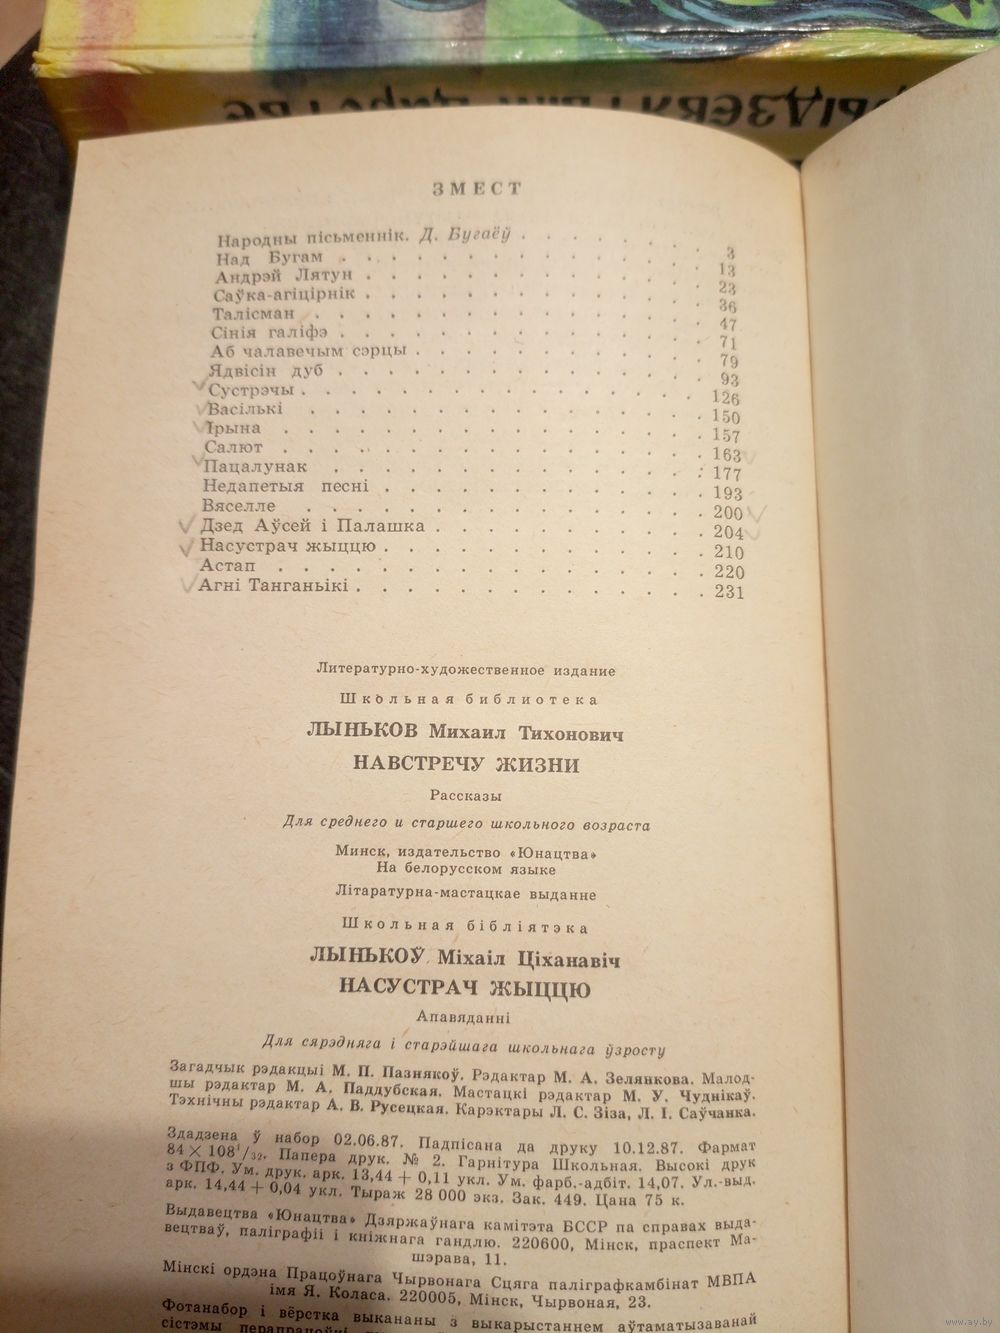 ЗМЕСТ
Народны пісьменнік. Д. Бугаёў . . . . . . . 3
Над Бугам . . . . . . . . . . . . 13
Андрэй Лятун . . . . . . . . . . . 23
Саўка-агіцірнік . . . . . . . . . . . 36
Талісман . . . . . . . . . . . . 47
Сінія галіфэ . . . . . . . . . . . 71
Аб чалавечым сэрцы . . . . . . . . . 79
Ядвісін дуб . . . . . . . . . . . . 93
Сустрэчы . . . . . . . . . . . . 126
Васількі . . . . . . . . . . . . 150
Ірына . . . . . . . . . . . . . 157
Салют . . . . . . . . . . . . . 163
Пацалунак . . . . . . . . . . . . 177
Недапетыя песні . . . . . . . . . . 193
Вяселле . . . . . . . . . . . . 200
Дзед Аўсей і Палашка . . . . . . . . . 204
Насустрач жыццю . . . . . . . . . . 210
Астап . . . . . . . . . . . . . 220
Агні Танганьікі . . . . . . . . . . . 231
Литературно-художественное издание
Школьная библиотека
ЛЫНЬКОВ Михаил Тихонович
НАВСТРЕЧУ ЖИЗНИ
Рассказы
Для среднего и старшего школьного возраста
Минск, издательство «Юнацтва»
На белорусском языке
Літаратурна-мастацкае выданне
Школьная бібліятэка
ЛЫНЬКОЎ Міхаіл Ціханавіч
НАСУСТРАЧ ЖЫЦЦЮ
Апавяданні
Для сярэдняга і старэйшага школьнага ўзросту
Загадчык рэдакцыі М. П. Пазнякоў. Рэдактар М. А. Зелянкова. Малод-
шы рэдактар М. А. Паддубская. Мастацкі рэдактар М. У. Чуднікаў.
Тэхнічны рэдактар А. В. Русецкая. Карэктары Л. С. Зіза, Л. І. Саўчанка.
Здадзена ў набор 02.06.87. Падпісана да друку 10.12.87. Фармат
84×108¹/₃₂. Папера друк. № 2. Гарнітура Школьная. Высокі друк
з ФПФ. Ум. друк. арк. 13,44+0,11 укл. Ум. фарб.-адбіт. 14,07. Ул.-выд.
арк. 14,44+0,04 укл. Тыраж 28 000 экз. Зак. 449. Цана 75 к.
Выдавецтва «Юнацтва» Дзяржаўнага камітэта БССР па справах выда-
вецтваў, паліграфіі і кніжнага гандлю. 220600, Мінск, праспект Ма-
шэрава, 11.
Мінскі ордэна Працоўнага Чырвонага Сцяга паліграфкамбінат МВПА
імя Я. Коласа. 220005, Мінск, Чырвоная, 23.
Фотанабор і вёрстка выкананы з выкарыстаннем аўтаматызаванай
сістэмы перапрацоўкі
www.ay.by